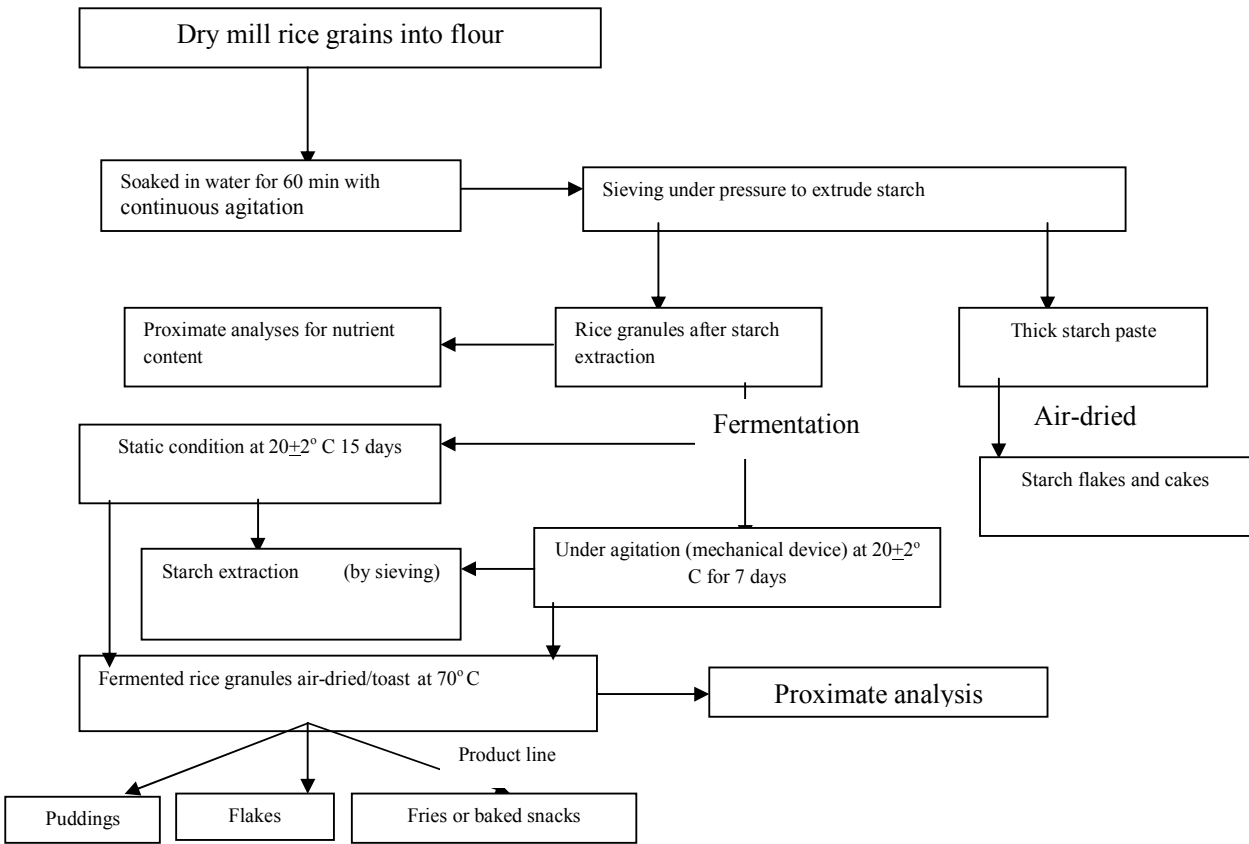 Dry mill rice grains into flour
Soaked in water for 60 min with
continuous agitation
Sieving under pressure to extrude starch
Proximate analyses for nutrient
content
Rice granules after starch
extraction
Thick starch paste
Fermentation
Air-dried
Static condition at 20±2° C 15 days
Starch flakes and cakes
Starch extraction (by sieving)
Under agitation (mechanical device) at 20±2°
C for 7 days
Fermented rice granules air-dried/toast at 70° C
Proximate analysis
Product line
Puddings
Flakes
Fries or baked snacks